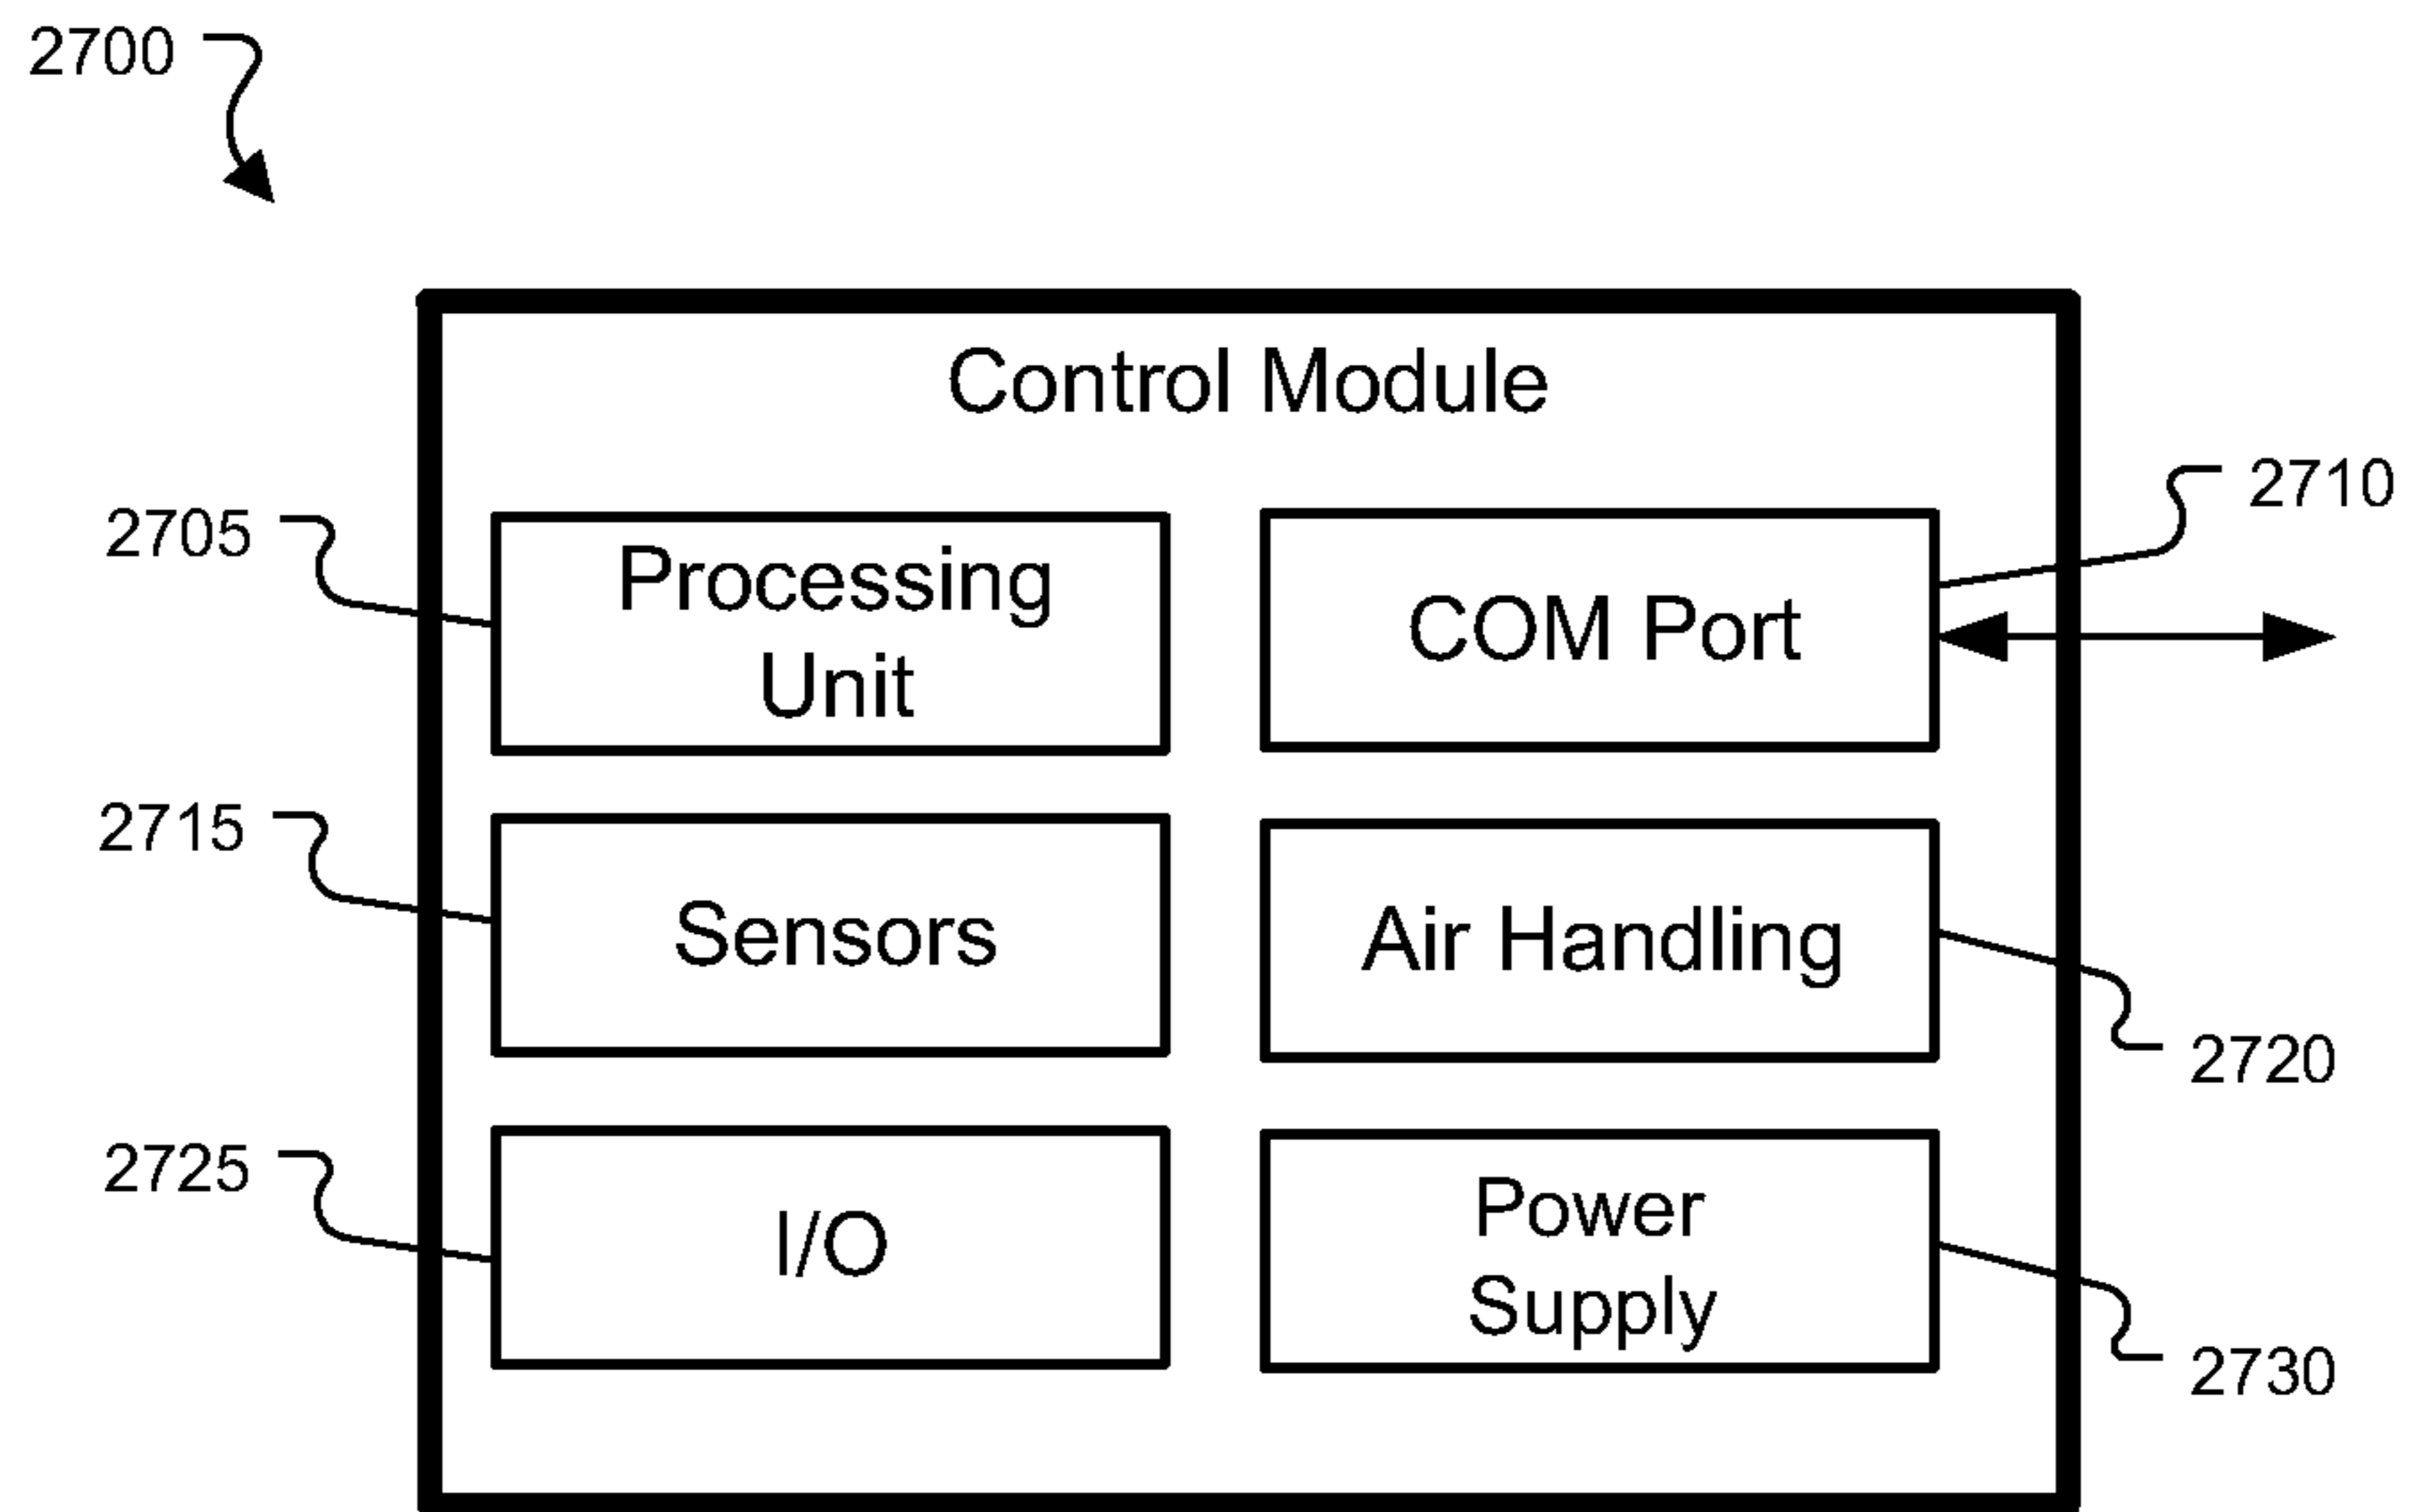 2700
Control Module
2710
2705
Processing
Unit
COM Port
2715
Sensors
Air Handling
2720
2725
I/O
Power
Supply
2730